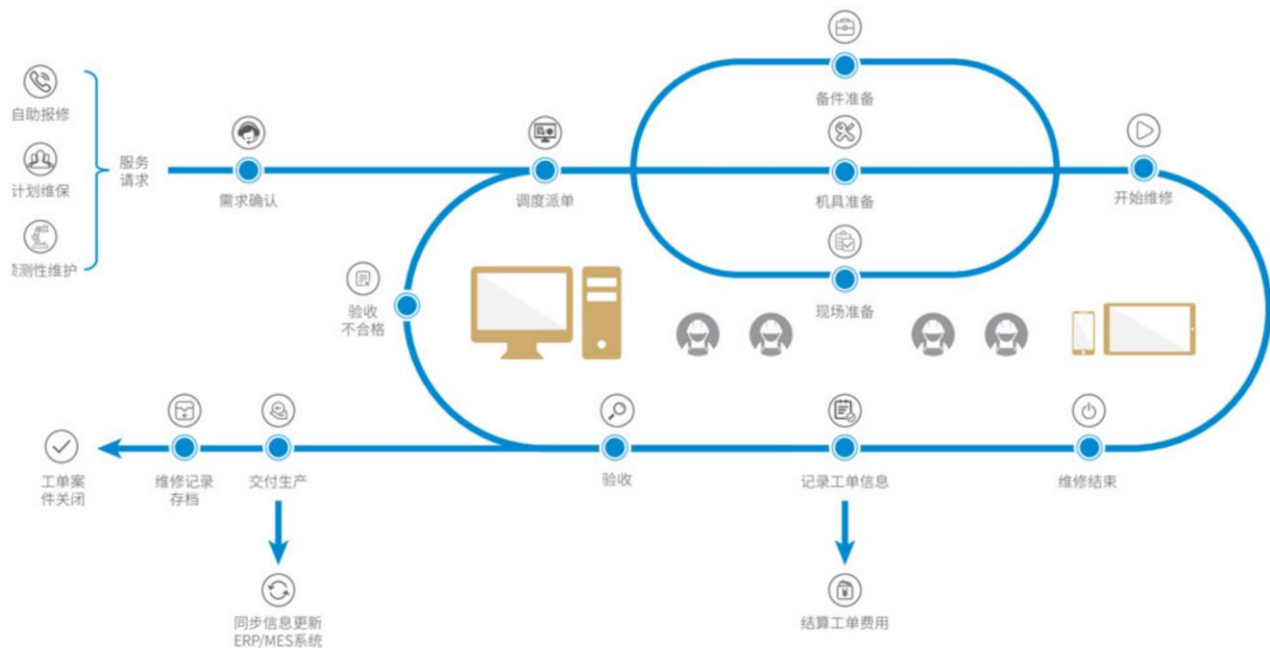 自助报修
计划维保
预测性维护
服务
请求
需求确认
调度派单
备件准备
机具准备
现场准备
开始维修
验收
不合格
工单案
件关闭
维修记录
存档
交付生产
验收
记录工单信息
维修结束
同步信息更新
ERP/MES系统
结算工单费用